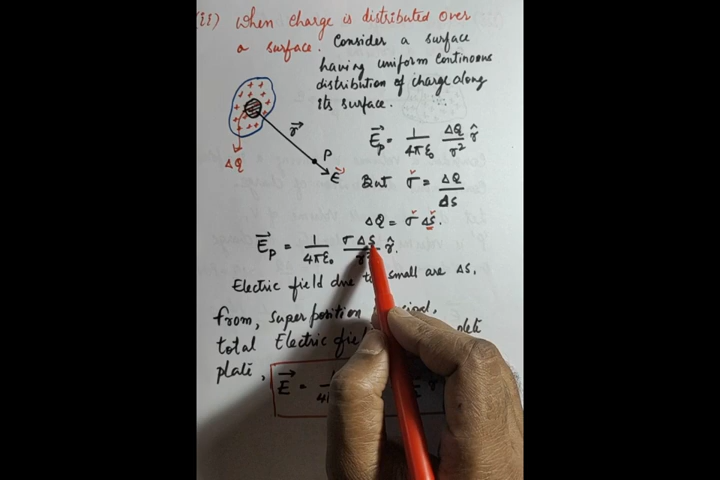 (ii) When charge is distributed over
a surface. Consider a surface
having uniform continuous
distribution of charge along
its surface.
ΔQ
r⃗
P
E⃗
E⃗p = 1/4πε₀ ΔQ/r² r̂
But σ = ΔQ/ΔS
ΔQ = σ ΔS.
E⃗p = 1/4πε₀ σΔS/r² r̂.
Electric field due to small are ΔS,
from, Super position
total Electric field
plate,
E⃗ =